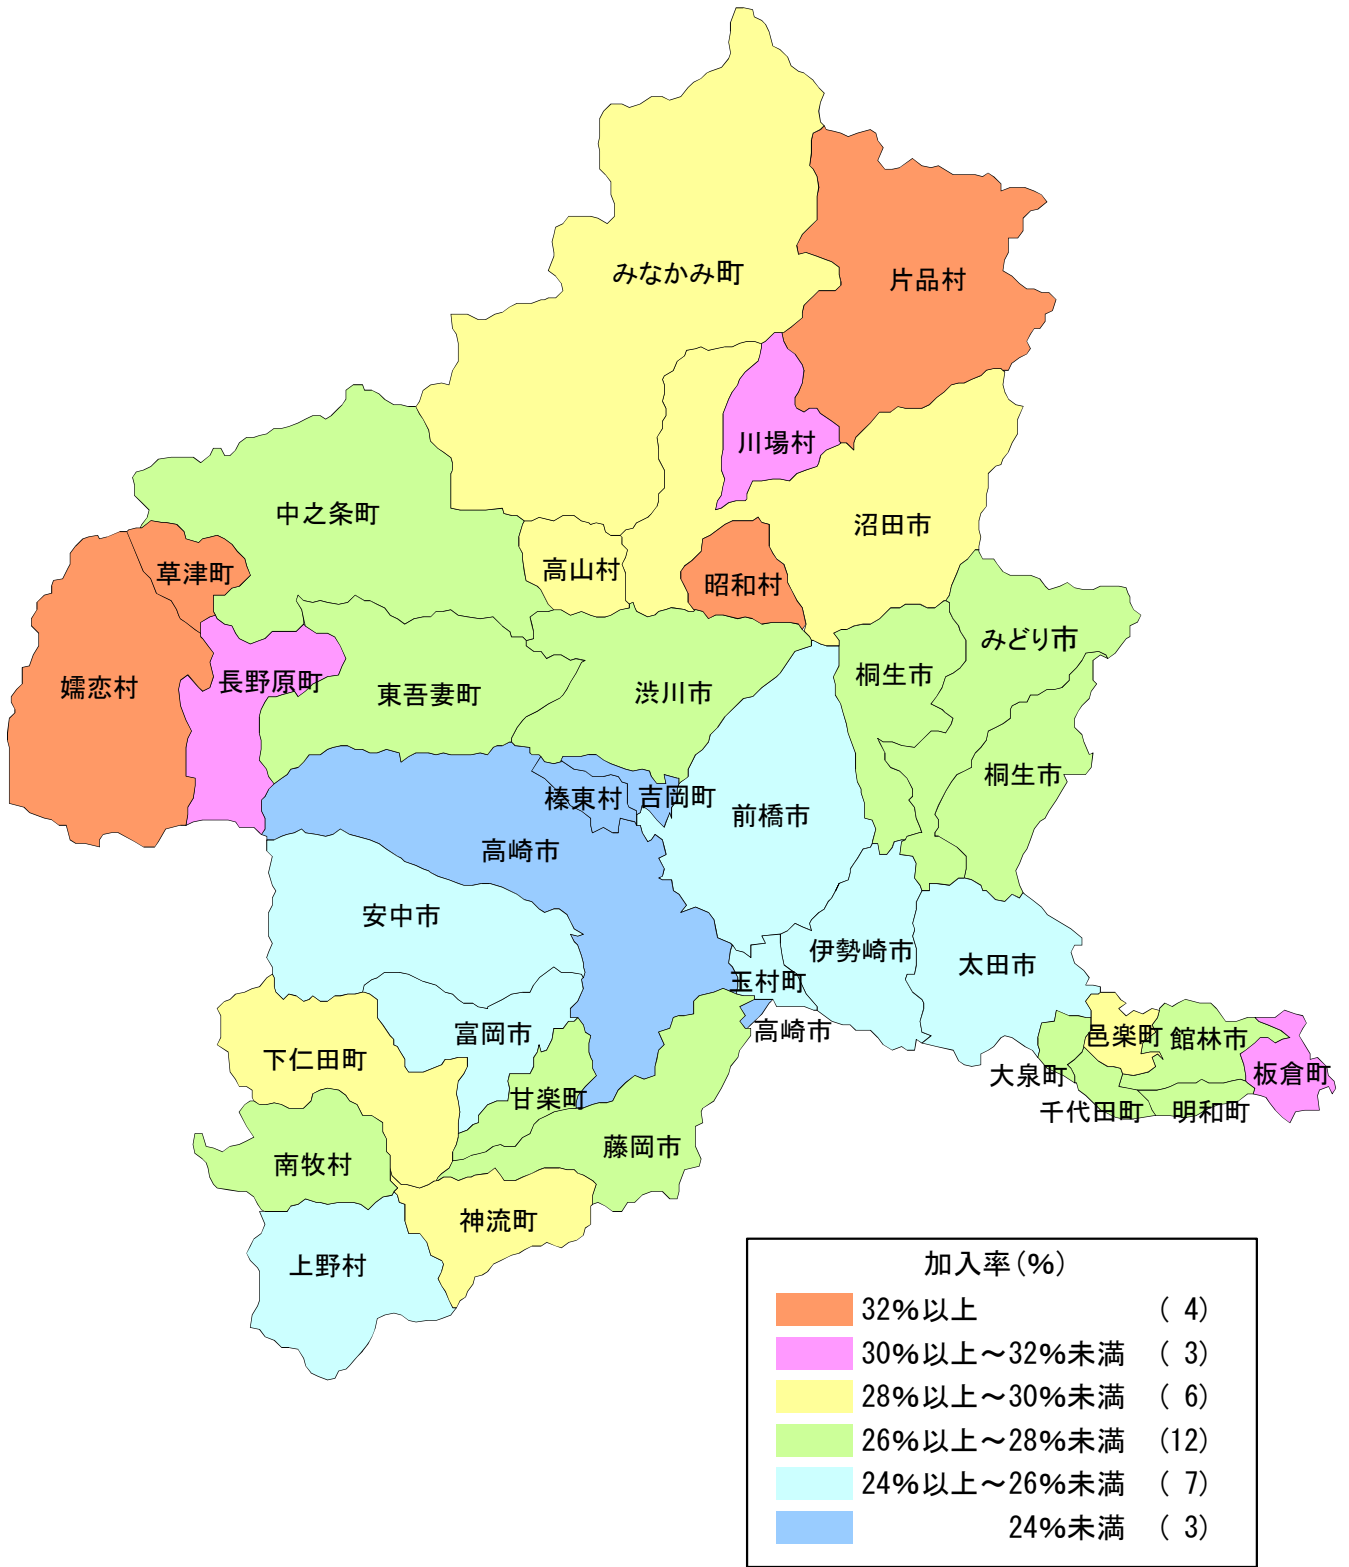 みなかみ町
片品村
川場村
中之条町
沼田市
高山村
草津町
昭和村
みどり市
桐生市
嬬恋村
長野原町
東吾妻町
渋川市
桐生市
榛東村
吉岡町
前橋市
高崎市
安中市
伊勢崎市
太田市
玉村町
富岡市
高崎市
邑楽町
館林市
下仁田町
大泉町
板倉町
甘楽町
千代田町
明和町
藤岡市
南牧村
神流町
上野村
加入率(%)
32%以上 ( 4)
30%以上～32%未満 ( 3)
28%以上～30%未満 ( 6)
26%以上～28%未満 (12)
24%以上～26%未満 ( 7)
24%未満 ( 3)